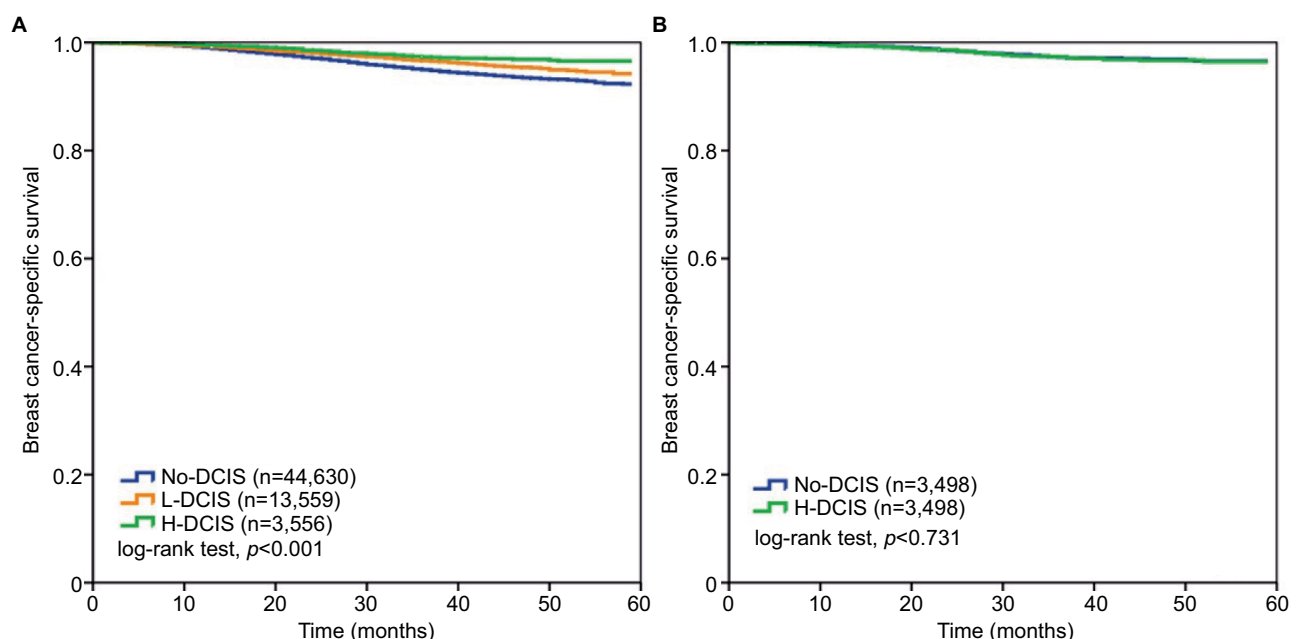 A
Breast cancer-specific survival
1.0
0.8
0.6
0.4
0.2
0
No-DCIS (n=44,630)
L-DCIS (n=13,559)
H-DCIS (n=3,556)
log-rank test, p<0.001
0 10 20 30 40 50 60
Time (months)
B
Breast cancer-specific survival
1.0
0.8
0.6
0.4
0.2
0
No-DCIS (n=3,498)
H-DCIS (n=3,498)
log-rank test, p<0.731
0 10 20 30 40 50 60
Time (months)